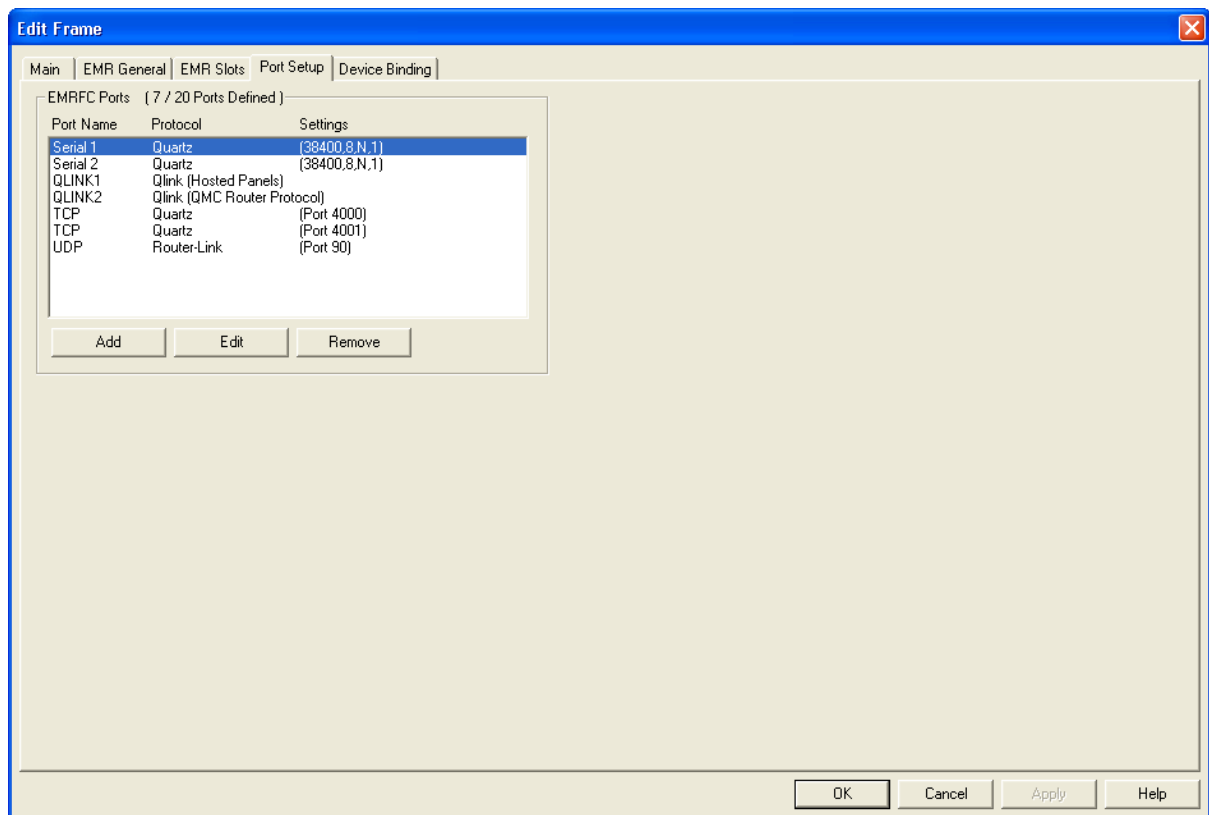 Edit Frame
Main EMR General EMR Slots Port Setup Device Binding
EMRFC Ports ( 7 / 20 Ports Defined )
Port Name Protocol Settings
Serial 1 Quartz (38400,8,N,1)
Serial 2 Quartz (38400,8,N,1)
QLINK1 Qlink (Hosted Panels)
QLINK2 Qlink (QMC Router Protocol)
TCP Quartz (Port 4000)
TCP Quartz (Port 4001)
UDP Router-Link (Port 90)
Add Edit Remove
OK Cancel Apply Help